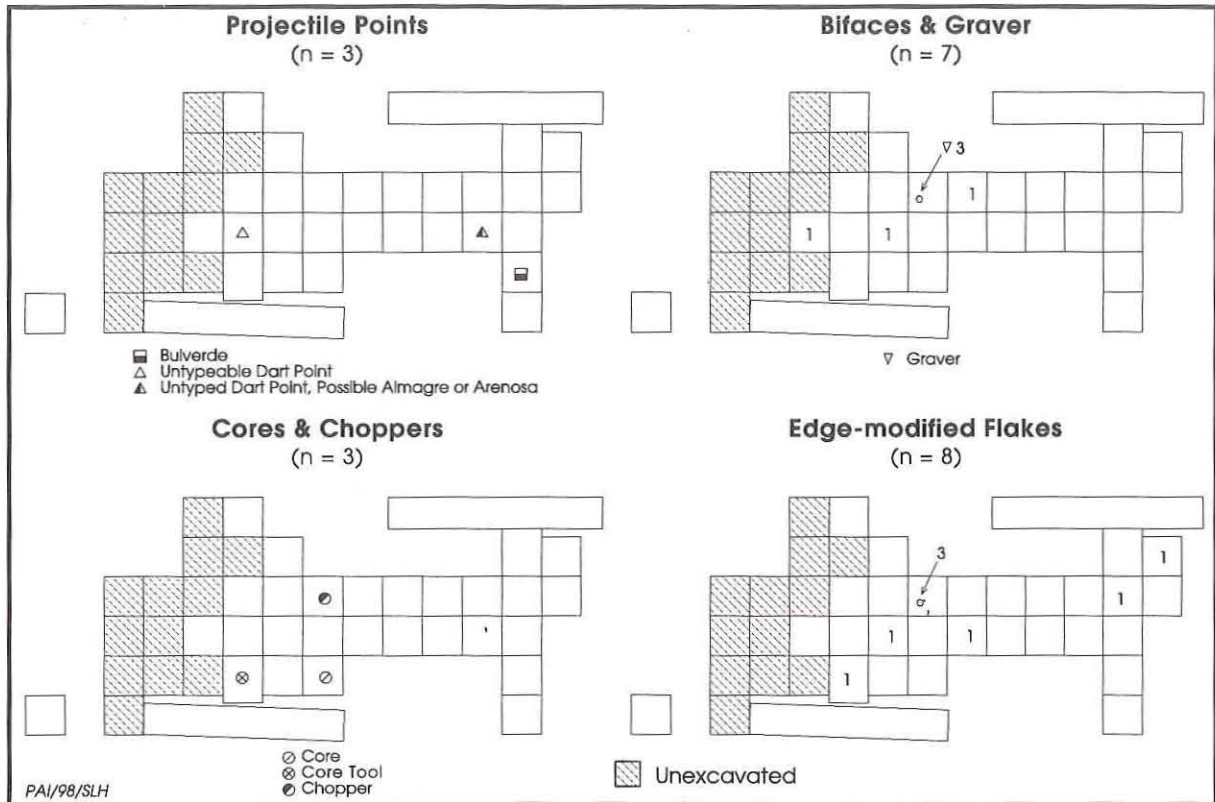 Projectile Points
(n = 3)
Bulverde
△ Untypeable Dart Point
Untyped Dart Point, Possible Almagre or Arenosa
Bifaces & Graver
(n = 7)
▽ 3
1
1
1
▽ Graver
Cores & Choppers
(n = 3)
Core
Core Tool
Chopper
Edge-modified Flakes
(n = 8)
3
1
1
1
1
1
Unexcavated
PAI/98/SLH